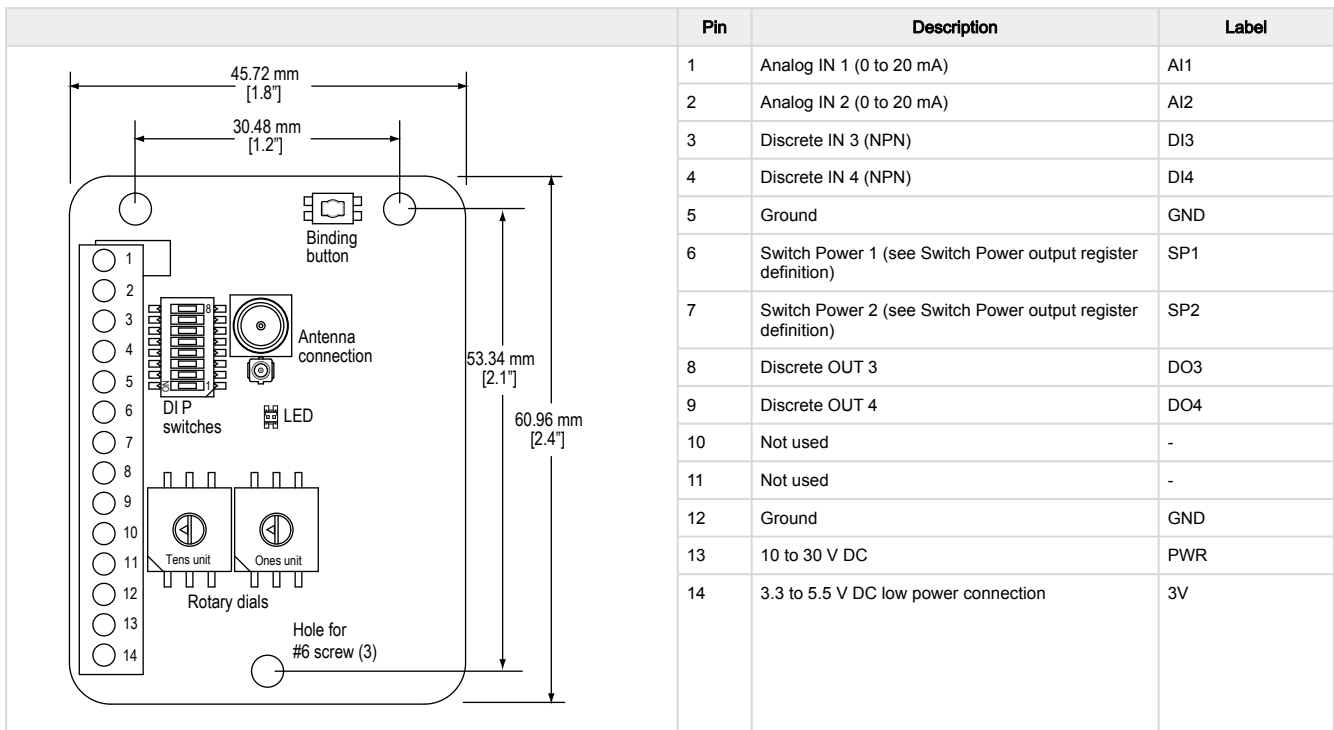 Pin Description Label
1 Analog IN 1 (0 to 20 mA) AI1
2 Analog IN 2 (0 to 20 mA) AI2
3 Discrete IN 3 (NPN) DI3
4 Discrete IN 4 (NPN) DI4
5 Ground GND
6 Switch Power 1 (see Switch Power output register SP1
definition)
7 Switch Power 2 (see Switch Power output register SP2
definition)
8 Discrete OUT 3 DO3
9 Discrete OUT 4 DO4
10 Not used -
11 Not used -
12 Ground GND
13 10 to 30 V DC PWR
14 3.3 to 5.5 V DC low power connection 3V
45.72 mm
[1.8”]
30.48 mm
[1.2”]
Binding
button
1
2
3
4
5
6
7
8
9
10
11
12
13
14
8
ON 1
DI P
switches
Antenna
connection
LED
53.34 mm
[2.1”]
60.96 mm
[2.4”]
Tens unit
Ones unit
Rotary dials
Hole for
#6 screw (3)